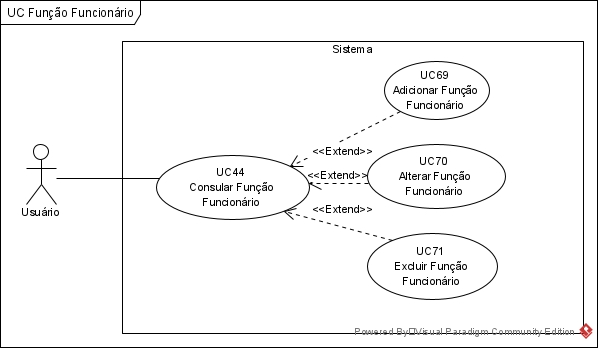 UC Função Funcionário
Sistema
UC69
Adicionar Função
Funcionário
<<Extend>>
UC44
Consular Função
Funcionário
<<Extend>>
UC70
Alterar Função
Funcionário
Usuário
<<Extend>>
UC71
Excluir Função
Funcionário
Powered By□Visual Paradigm Community Edition